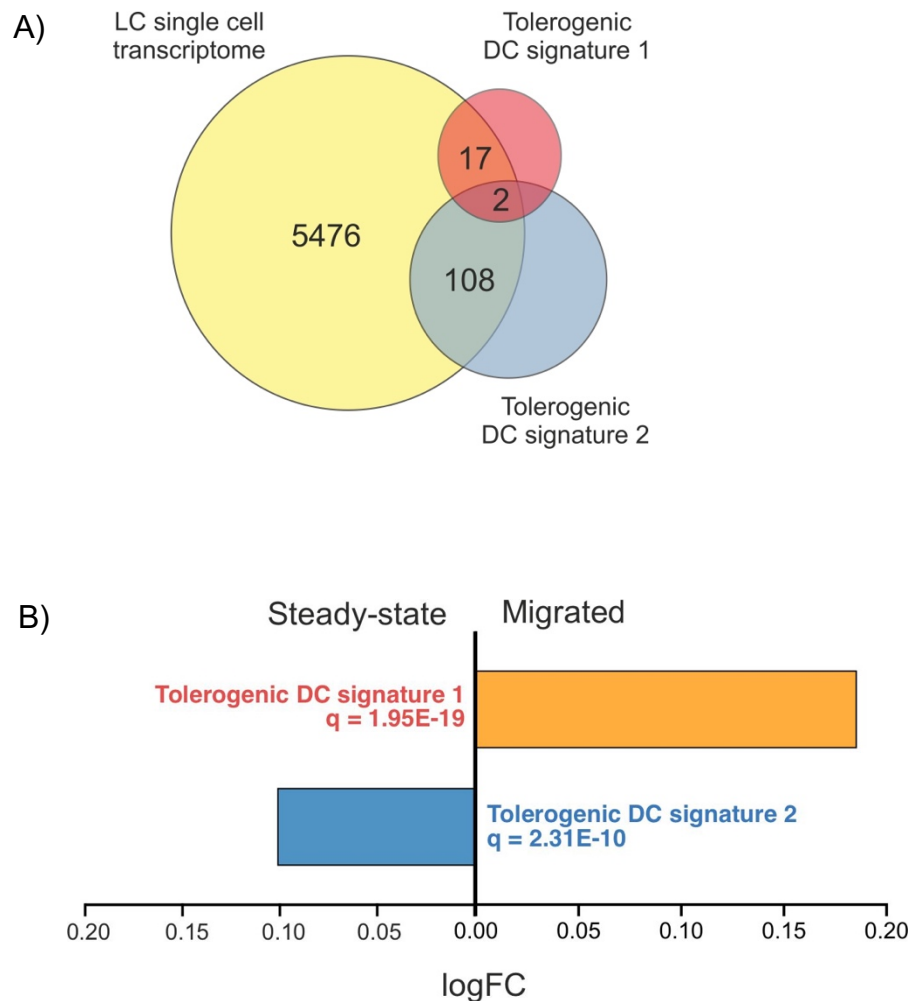 A)
LC single cell
transcriptome
Tolerogenic
DC signature 1
17
2
5476
108
Tolerogenic
DC signature 2
B)
Steady-state
Migrated
Tolerogenic DC signature 1
q = 1.95E-19
Tolerogenic DC signature 2
q = 2.31E-10
0.20 0.15 0.10 0.05 0.00 0.05 0.10 0.15 0.20
logFC